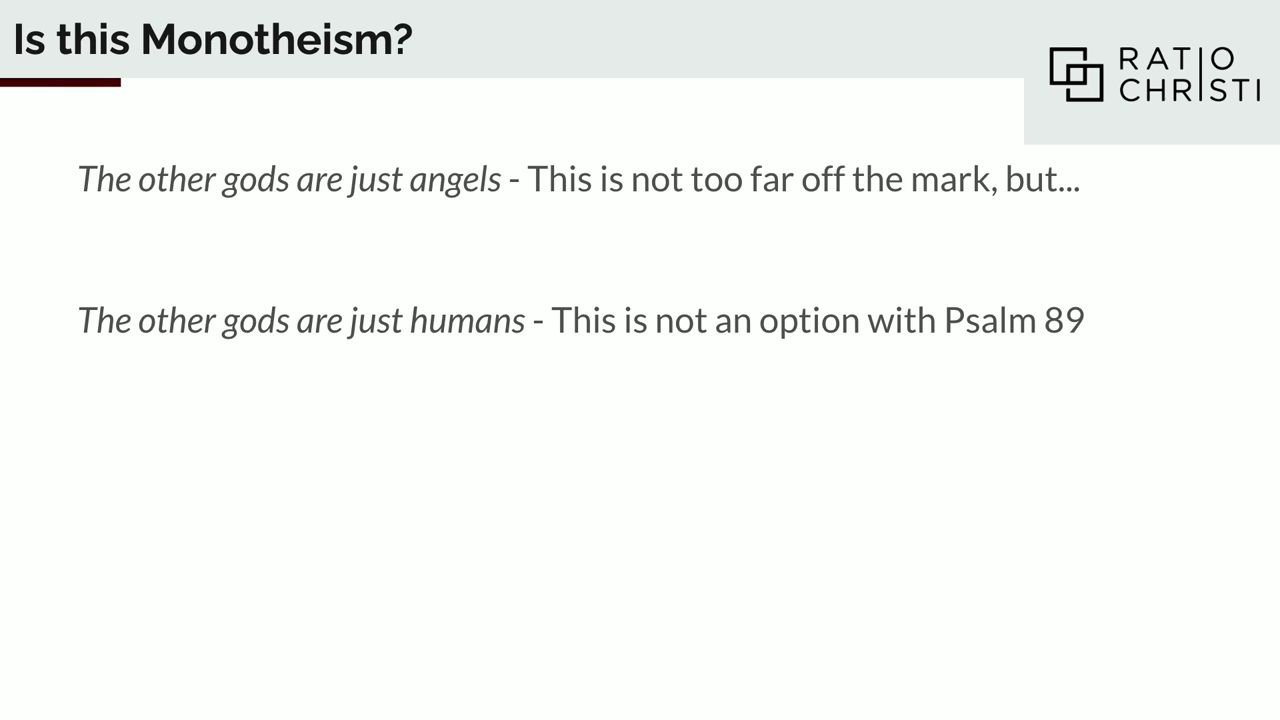 Is this Monotheism?
RATIO
CHRISTI
The other gods are just angels - This is not too far off the mark, but...
The other gods are just humans - This is not an option with Psalm 89